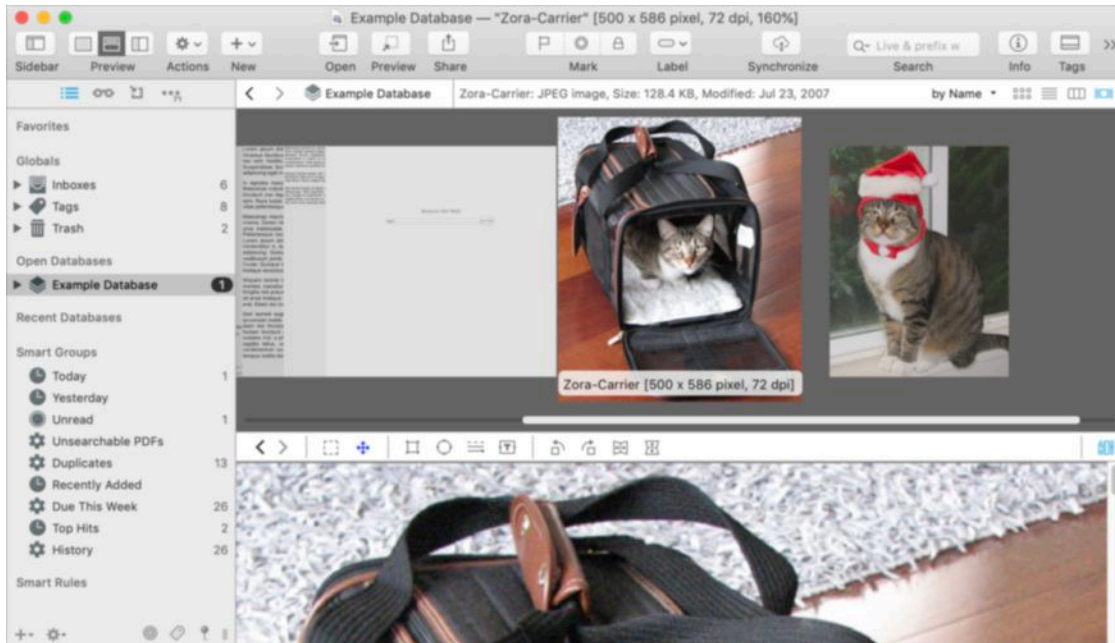 Example Database — "Zora-Carrier" [500 x 586 pixel, 72 dpi, 160%]
Sidebar Preview Actions New Open Preview Share Mark Label Synchronize Search Info Tags
Live & prefix w
Example Database Zora-Carrier: JPEG image, Size: 128.4 KB, Modified: Jul 23, 2007 by Name
Favorites
Globals
Inboxes 6
Tags 8
Trash 2
Open Databases
Example Database 1
Recent Databases
Smart Groups
Today 1
Yesterday
Unread 1
Unsearchable PDFs
Duplicates 13
Recently Added
Due This Week 26
Top Hits 2
History 26
Smart Rules
Zora-Carrier [500 x 586 pixel, 72 dpi]